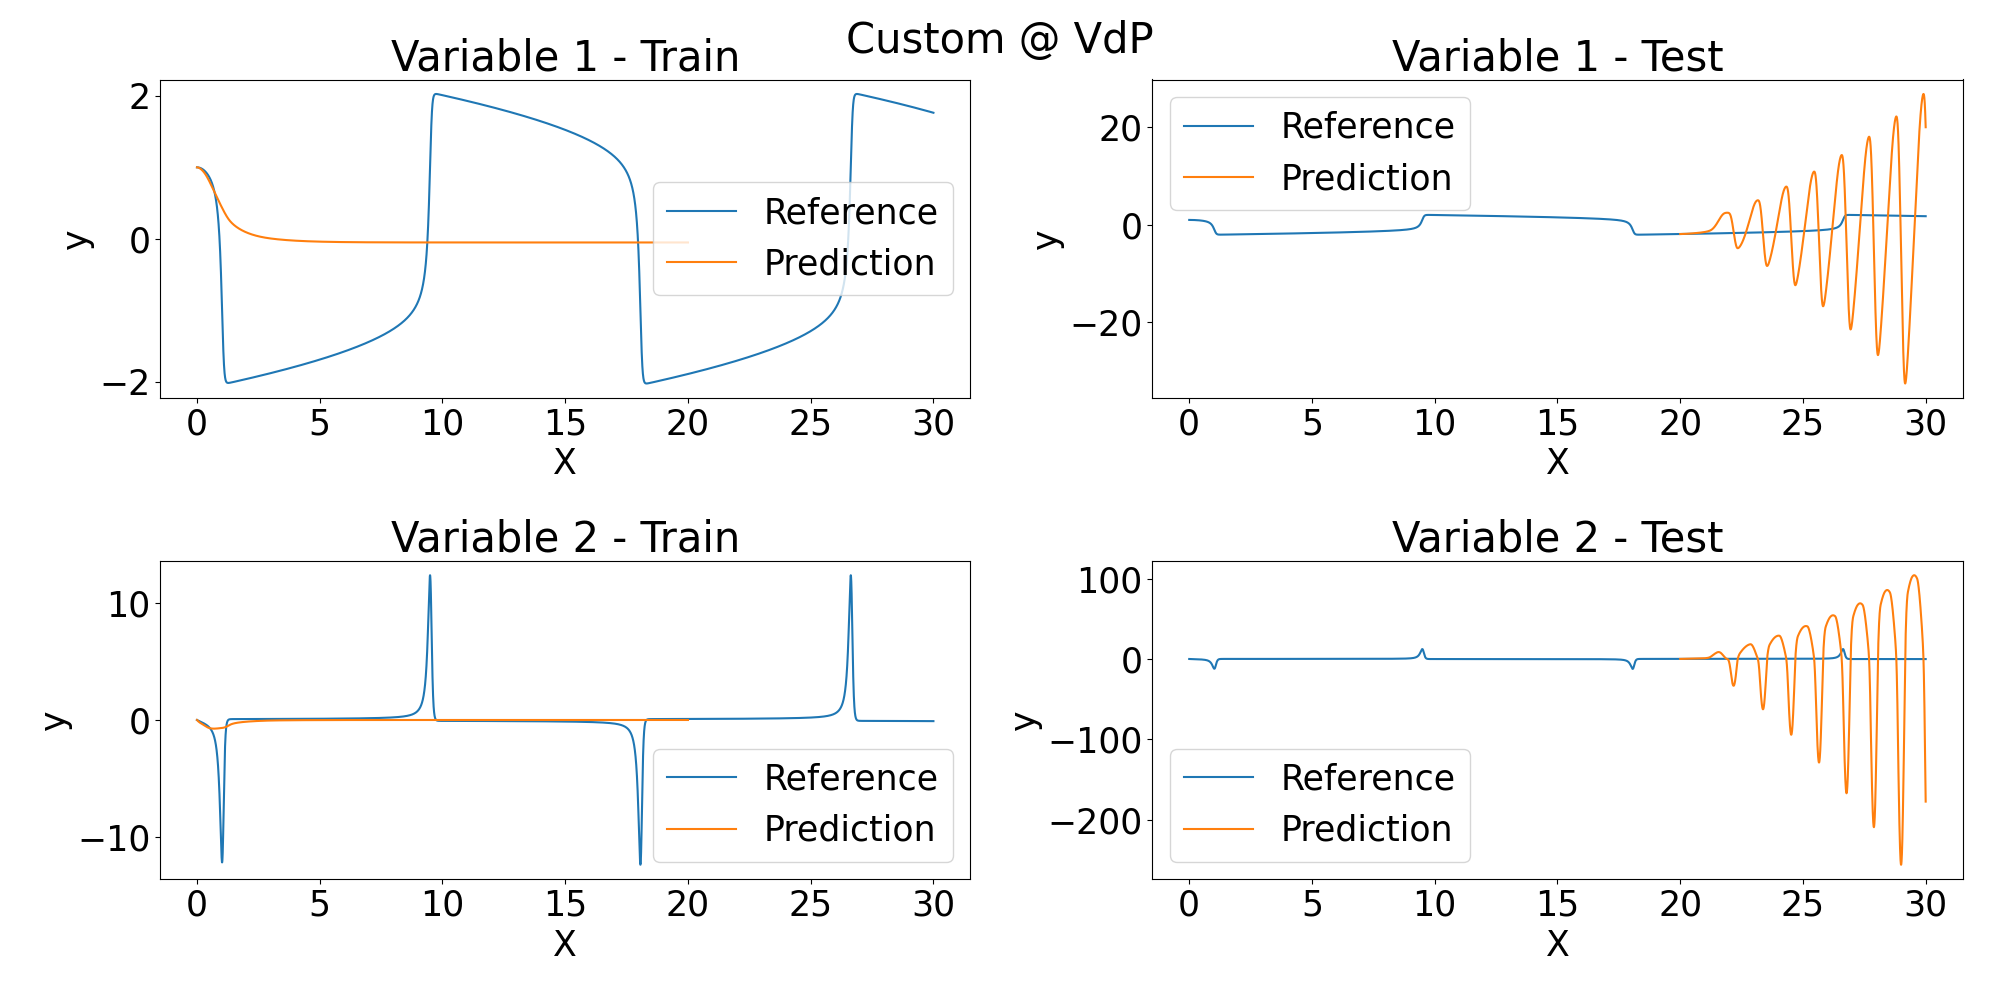 Custom @ VdP
Variable 1 - Train
2
0
−2
y
0 5 10 15 20 25 30
X
Reference
Prediction
Variable 1 - Test
20
0
−20
y
0 5 10 15 20 25 30
X
Reference
Prediction
Variable 2 - Train
10
0
−10
y
0 5 10 15 20 25 30
X
Reference
Prediction
Variable 2 - Test
100
0
−100
−200
y
0 5 10 15 20 25 30
X
Reference
Prediction